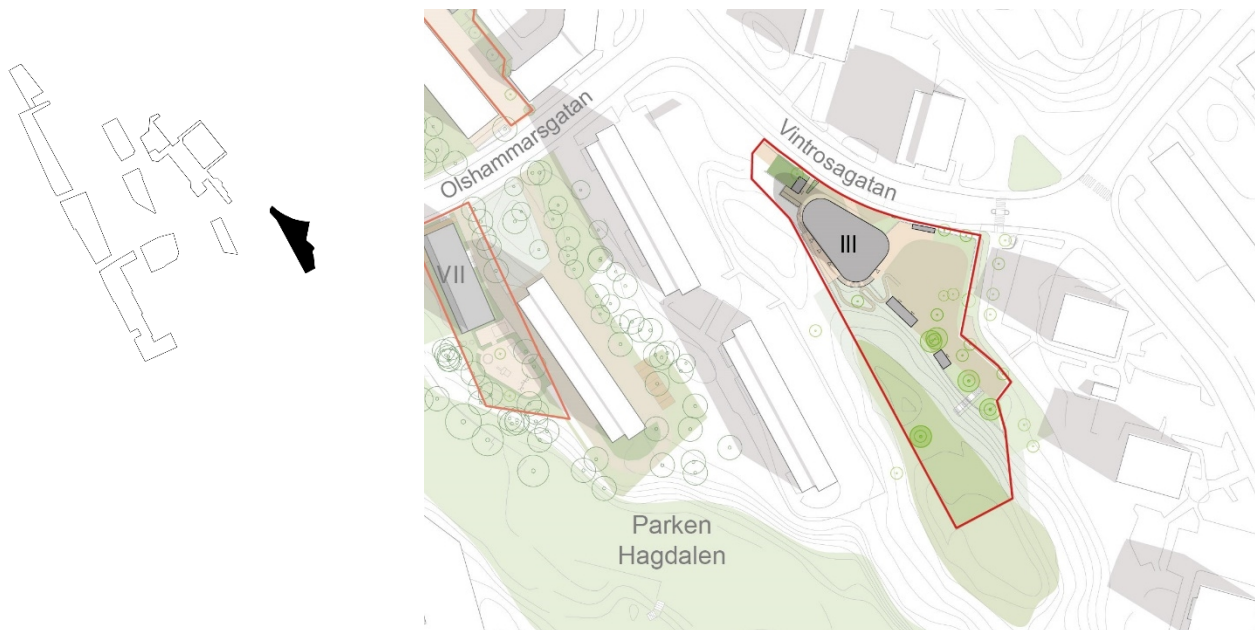 Olshammarsgatan
Vintrosagatan
III
VII
Parken
Hagdalen